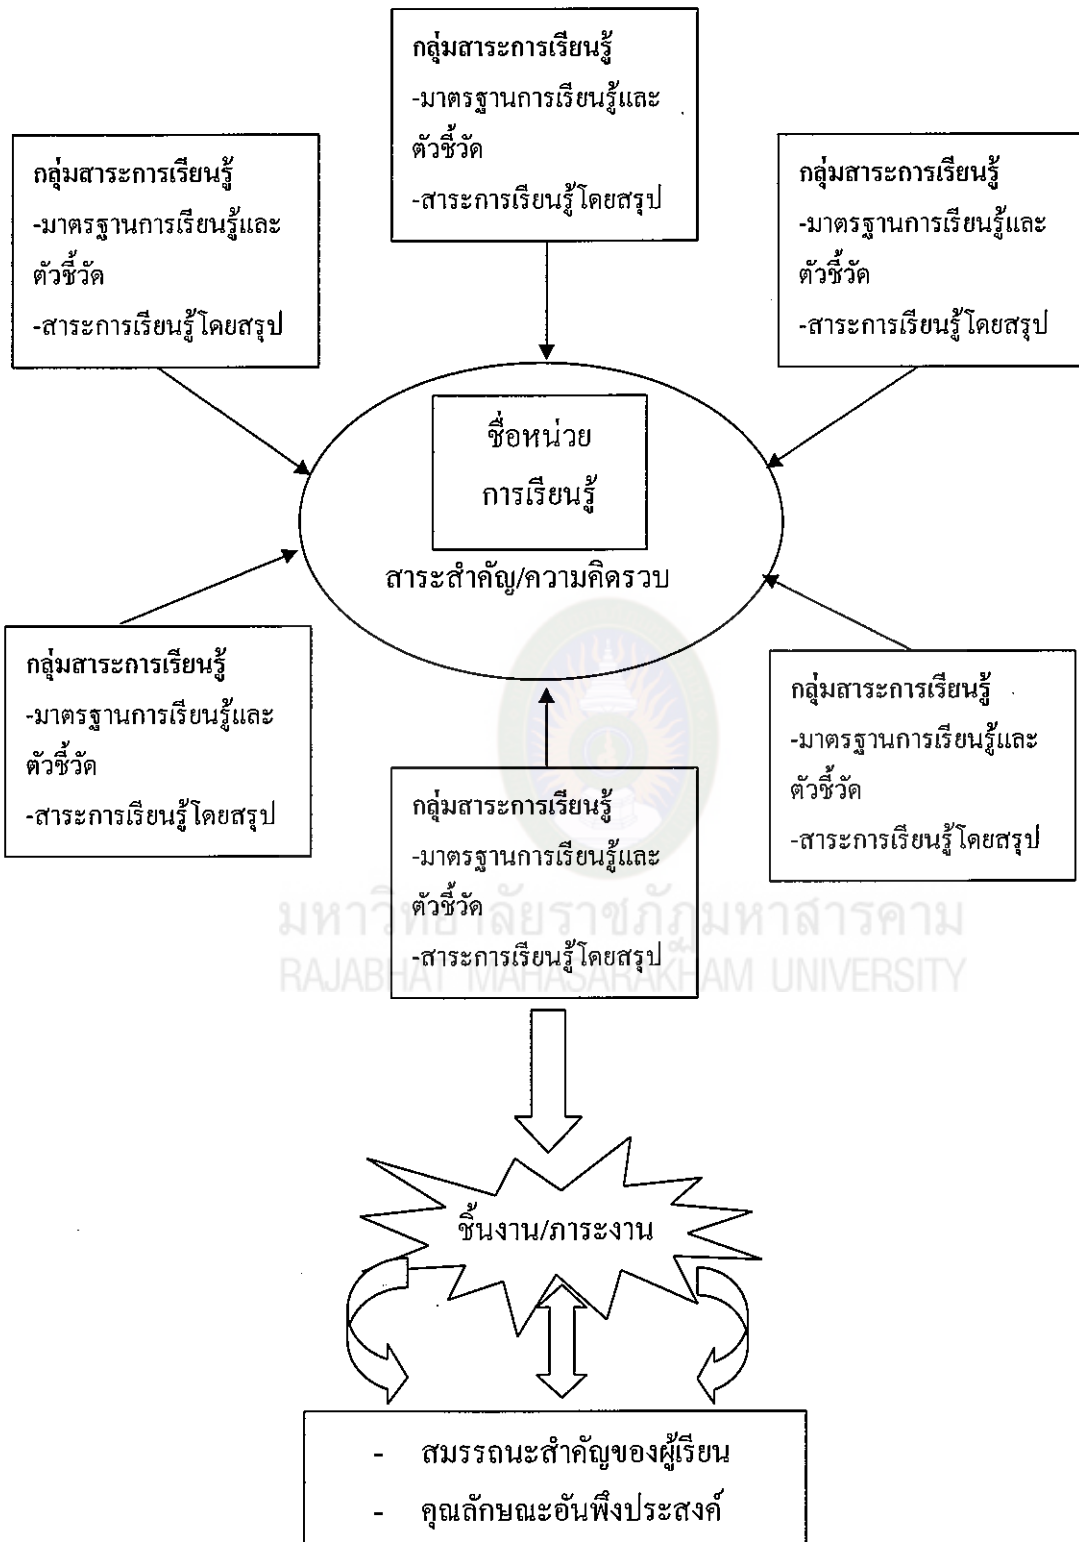 กลุ่มสาระการเรียนรู้
-มาตรฐานการเรียนรู้และ
ตัวชี้วัด
-สาระการเรียนรู้โดยสรุป
กลุ่มสาระการเรียนรู้
-มาตรฐานการเรียนรู้และ
ตัวชี้วัด
-สาระการเรียนรู้โดยสรุป
กลุ่มสาระการเรียนรู้
-มาตรฐานการเรียนรู้และ
ตัวชี้วัด
-สาระการเรียนรู้โดยสรุป
ชื่อหน่วย
การเรียนรู้
สาระสำคัญ/ความคิดรวบ
กลุ่มสาระการเรียนรู้
-มาตรฐานการเรียนรู้และ
ตัวชี้วัด
-สาระการเรียนรู้โดยสรุป
กลุ่มสาระการเรียนรู้
-มาตรฐานการเรียนรู้และ
ตัวชี้วัด
-สาระการเรียนรู้โดยสรุป
กลุ่มสาระการเรียนรู้
-มาตรฐานการเรียนรู้และ
ตัวชี้วัด
-สาระการเรียนรู้โดยสรุป
มหาวิทยาลัยราชภัฏมหาสารคาม
RAJABHAT MAHASARAKHAM UNIVERSITY
ชิ้นงาน/ภาระงาน
- สมรรถนะสำคัญของผู้เรียน
- คุณลักษณะอันพึงประสงค์